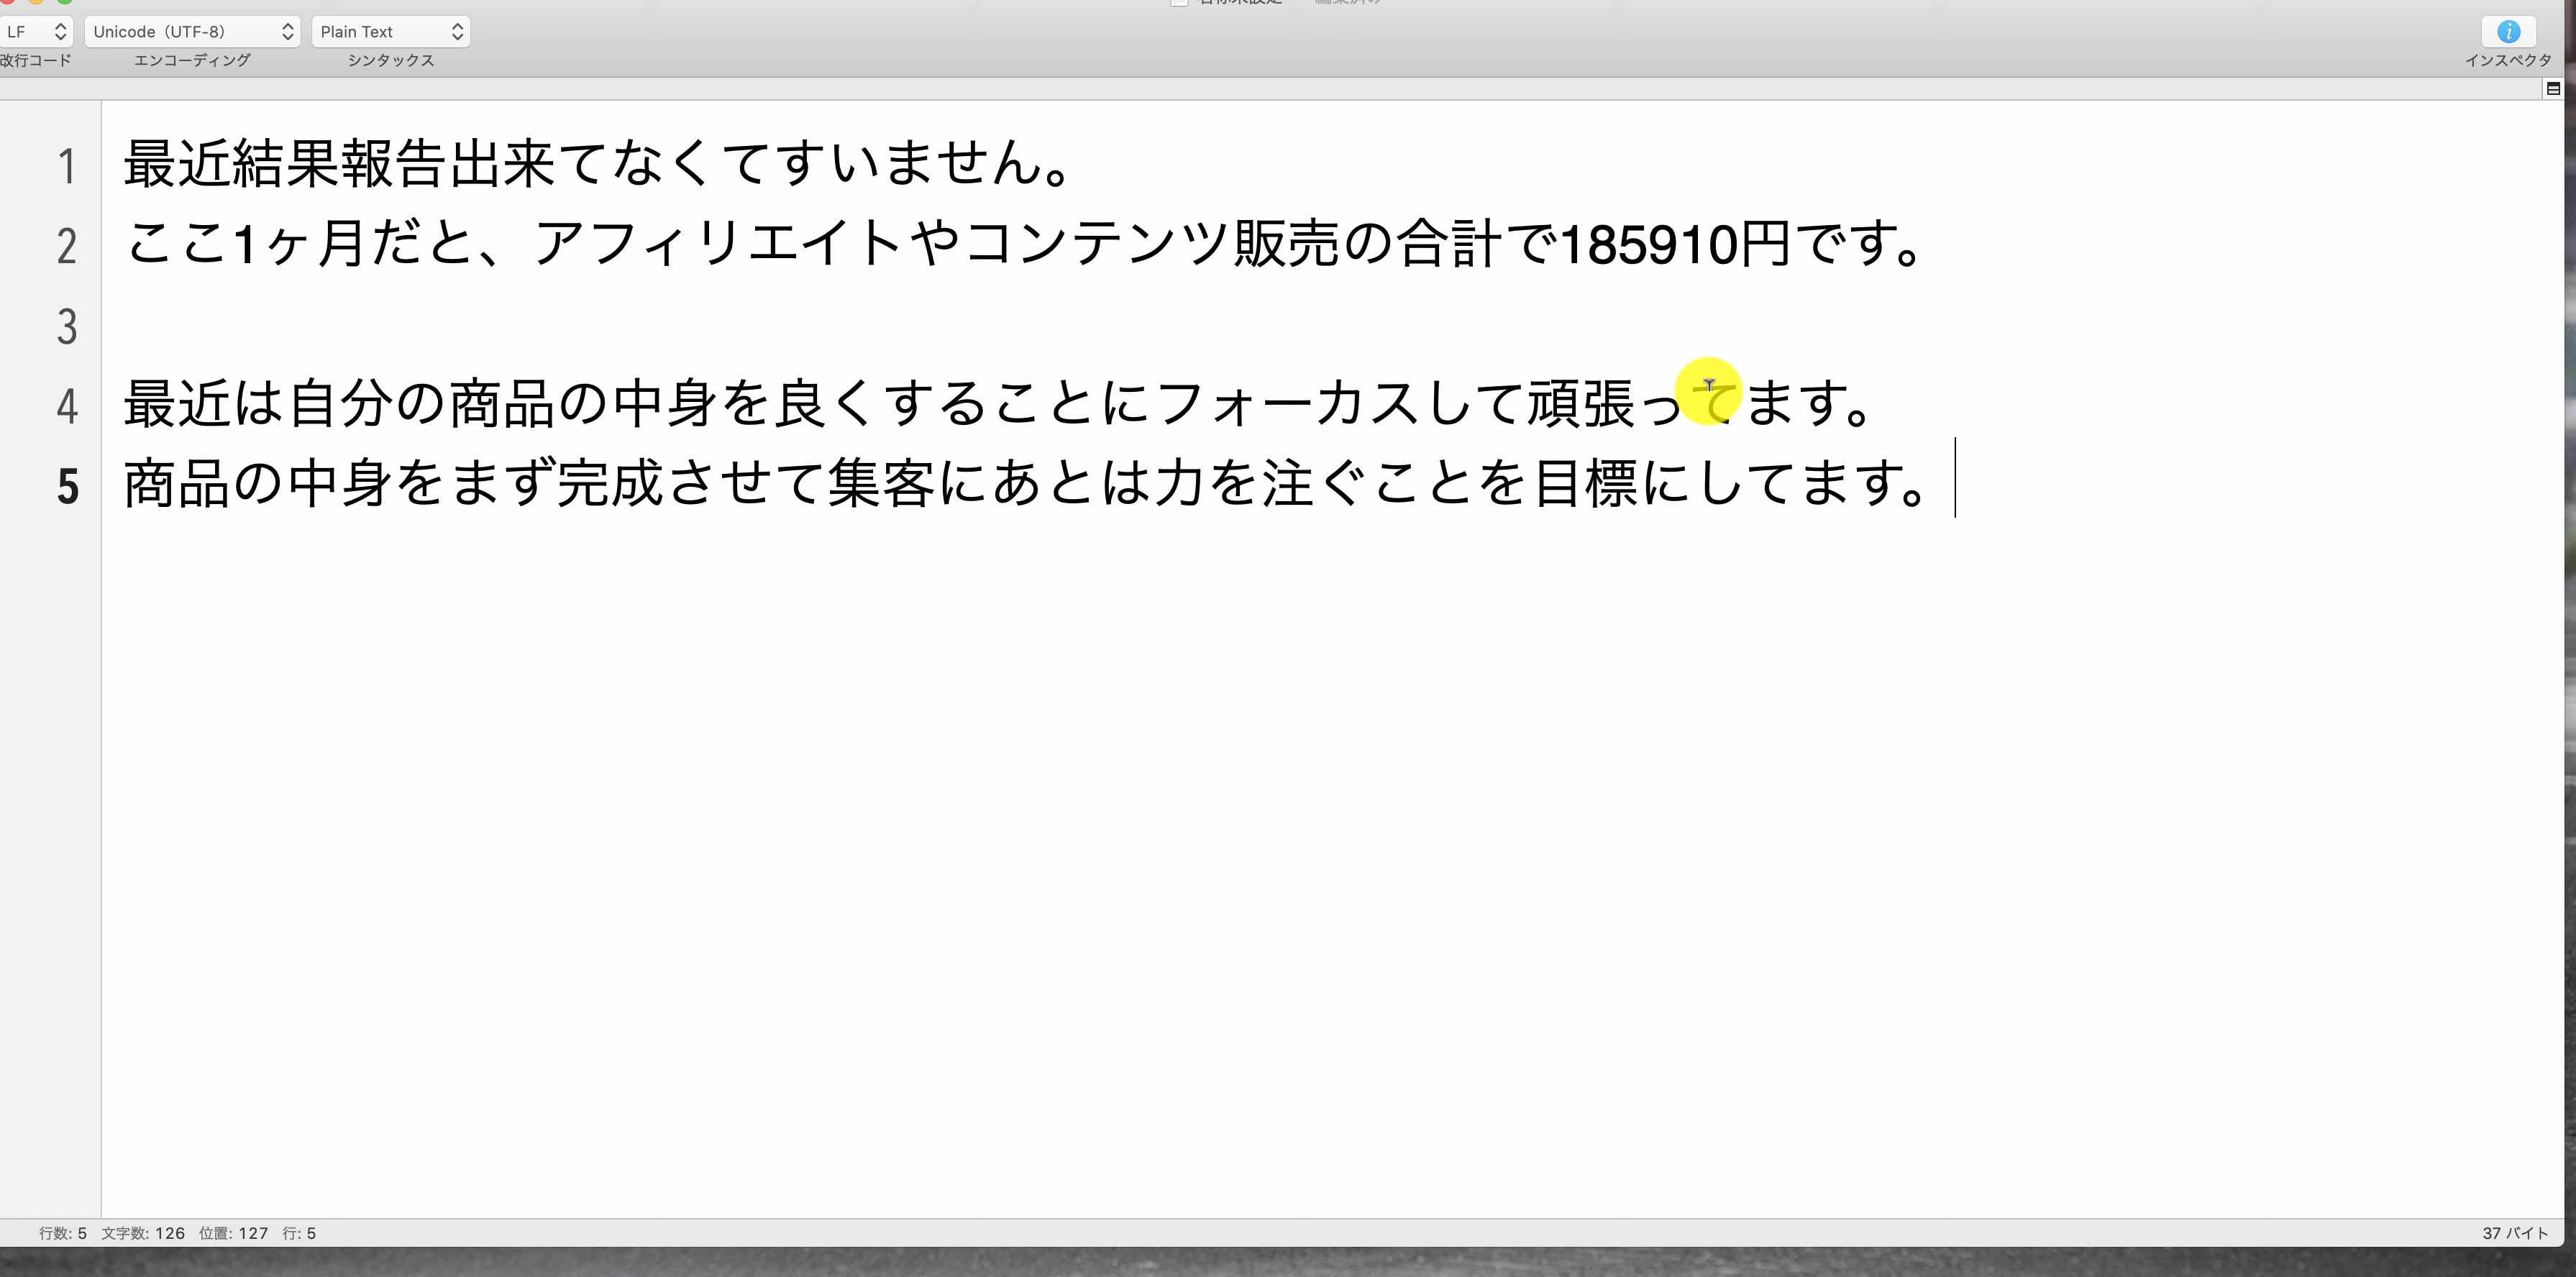 LF
Unicode（UTF-8）
Plain Text
改行コード
エンコーディング
シンタックス
インスペクタ
1 最近結果報告出来てなくてすいません。
2 ここ1ヶ月だと、アフィリエイトやコンテンツ販売の合計で185910円です。
3
4 最近は自分の商品の中身を良くすることにフォーカスして頑張ってます。
5 商品の中身をまず完成させて集客にあとは力を注ぐことを目標にしてます。
行数: 5 文字数: 126 位置: 127 行: 5
37 バイト